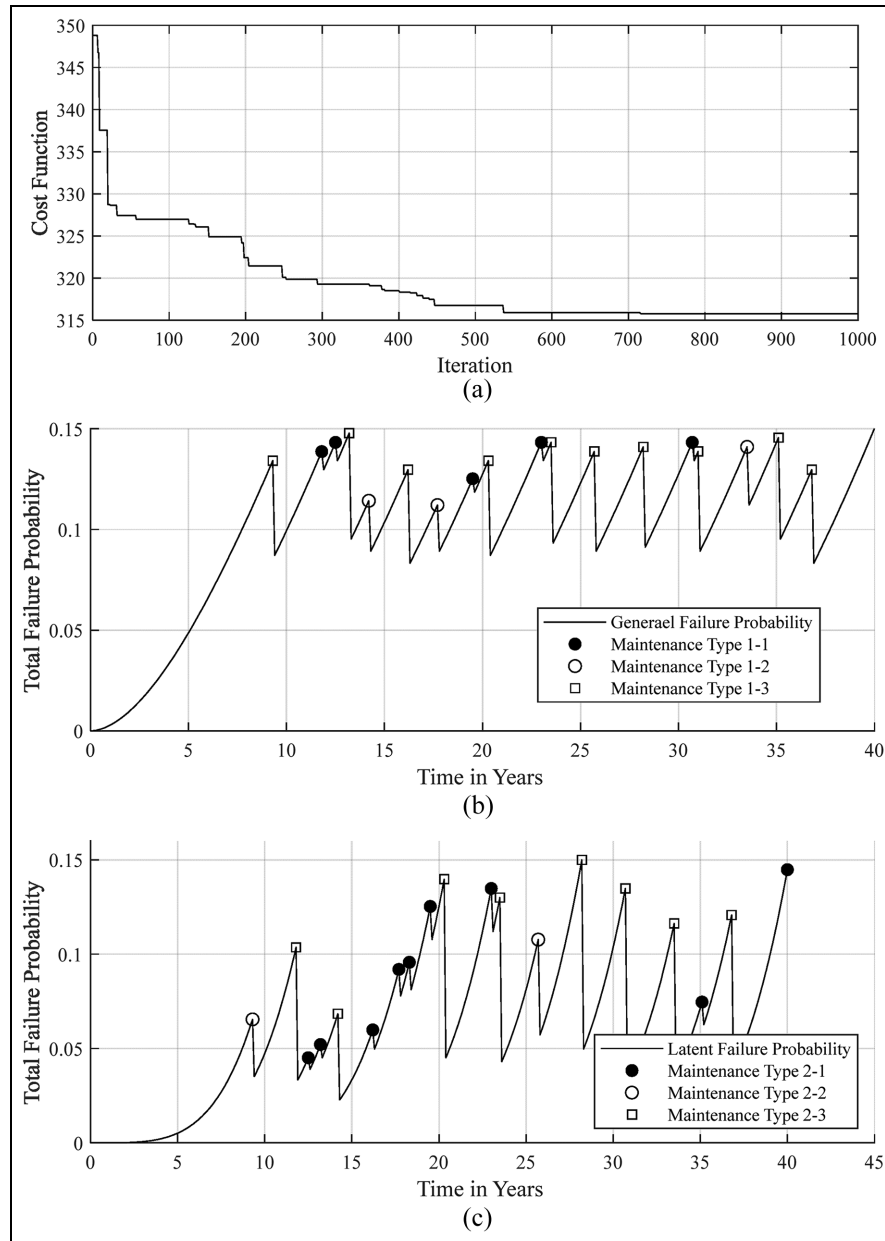 350
345
340
335
330
325
320
315
Cost Function
0 100 200 300 400 500 600 700 800 900 1000
Iteration
(a)
0.15
0.1
0.05
0
Total Failure Probability
Generael Failure Probability
Maintenance Type 1-1
Maintenance Type 1-2
Maintenance Type 1-3
0 5 10 15 20 25 30 35 40
Time in Years
(b)
0.15
0.1
0.05
0
Total Failure Probability
Latent Failure Probability
Maintenance Type 2-1
Maintenance Type 2-2
Maintenance Type 2-3
0 5 10 15 20 25 30 35 40 45
Time in Years
(c)